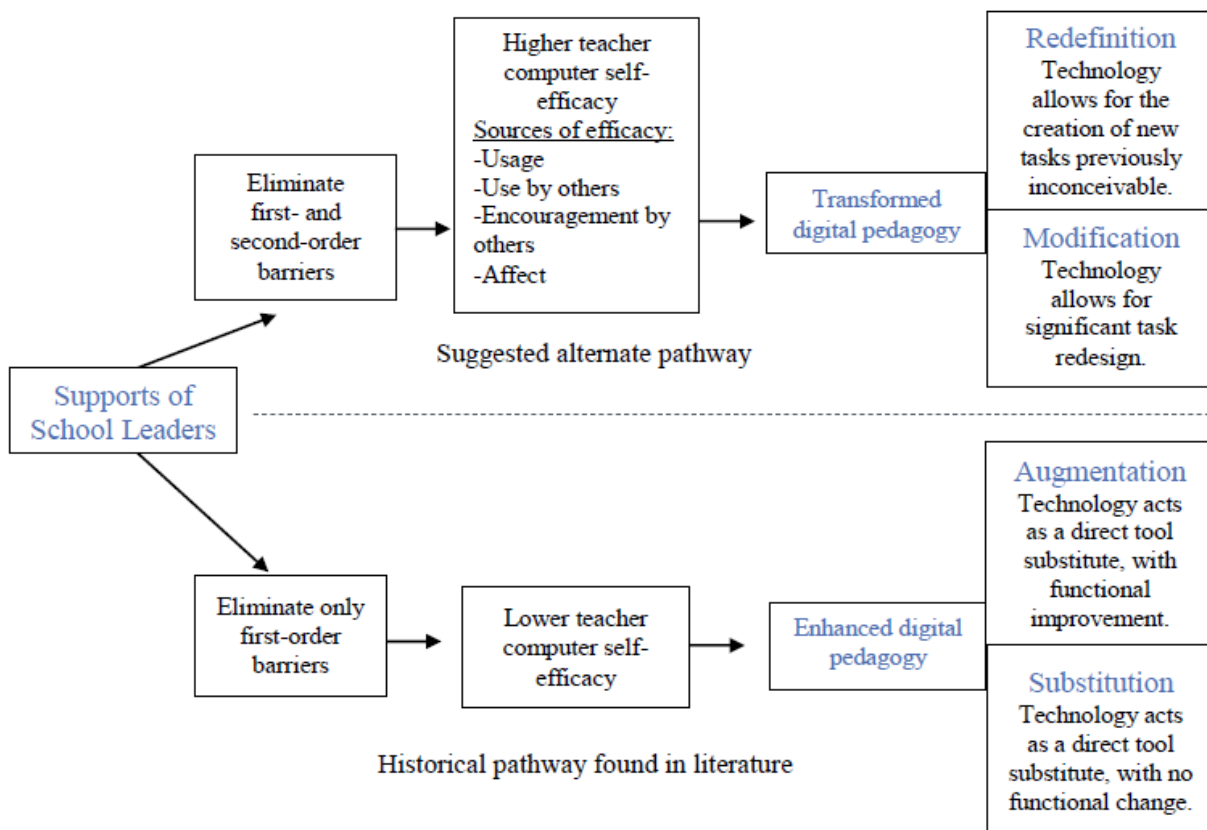 Higher teacher
computer self-
efficacy
Sources of efficacy:
-Usage
-Use by others
-Encouragement by
others
-Affect
Redefinition
Technology
allows for the
creation of new
tasks previously
inconceivable.
Eliminate
first- and
second-order
barriers
Transformed
digital pedagogy
Modification
Technology
allows for
significant task
redesign.
Suggested alternate pathway
Supports of
School Leaders
Augmentation
Technology acts
as a direct tool
substitute, with
functional
improvement.
Eliminate only
first-order
barriers
Lower teacher
computer self-
efficacy
Enhanced digital
pedagogy
Substitution
Technology acts
as a direct tool
substitute, with no
functional change.
Historical pathway found in literature